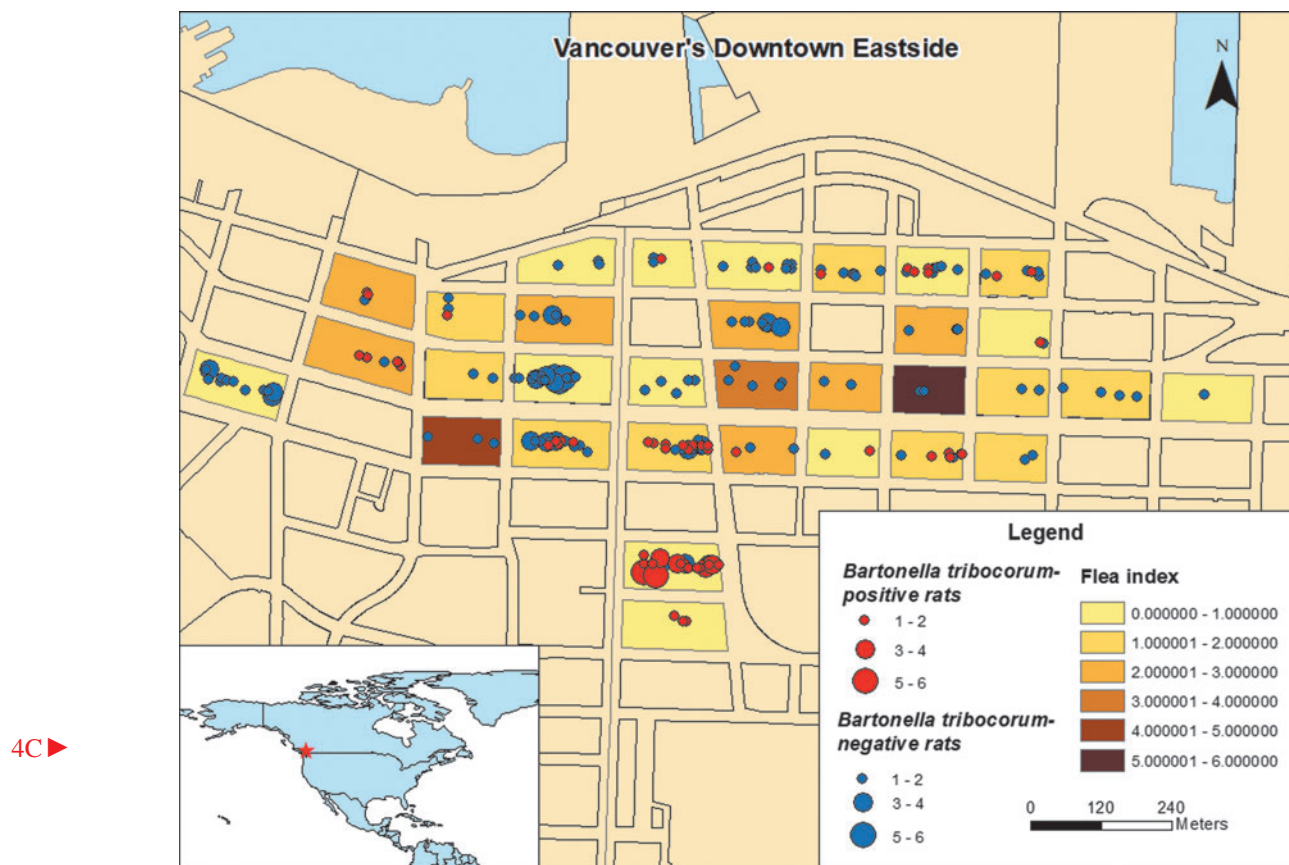 Vancouver's Downtown Eastside
N
4C ►
Legend
Bartonella tribocorum-
positive rats
1 - 2
3 - 4
5 - 6
Bartonella tribocorum-
negative rats
1 - 2
3 - 4
5 - 6
Flea index
0.000000 - 1.000000
1.000001 - 2.000000
2.000001 - 3.000000
3.000001 - 4.000000
4.000001 - 5.000000
5.000001 - 6.000000
0 120 240
Meters